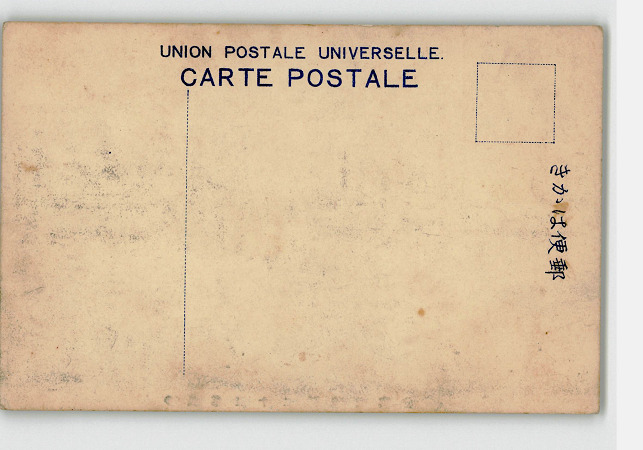 UNION POSTALE UNIVERSELLE.
CARTE POSTALE
きかは便郵